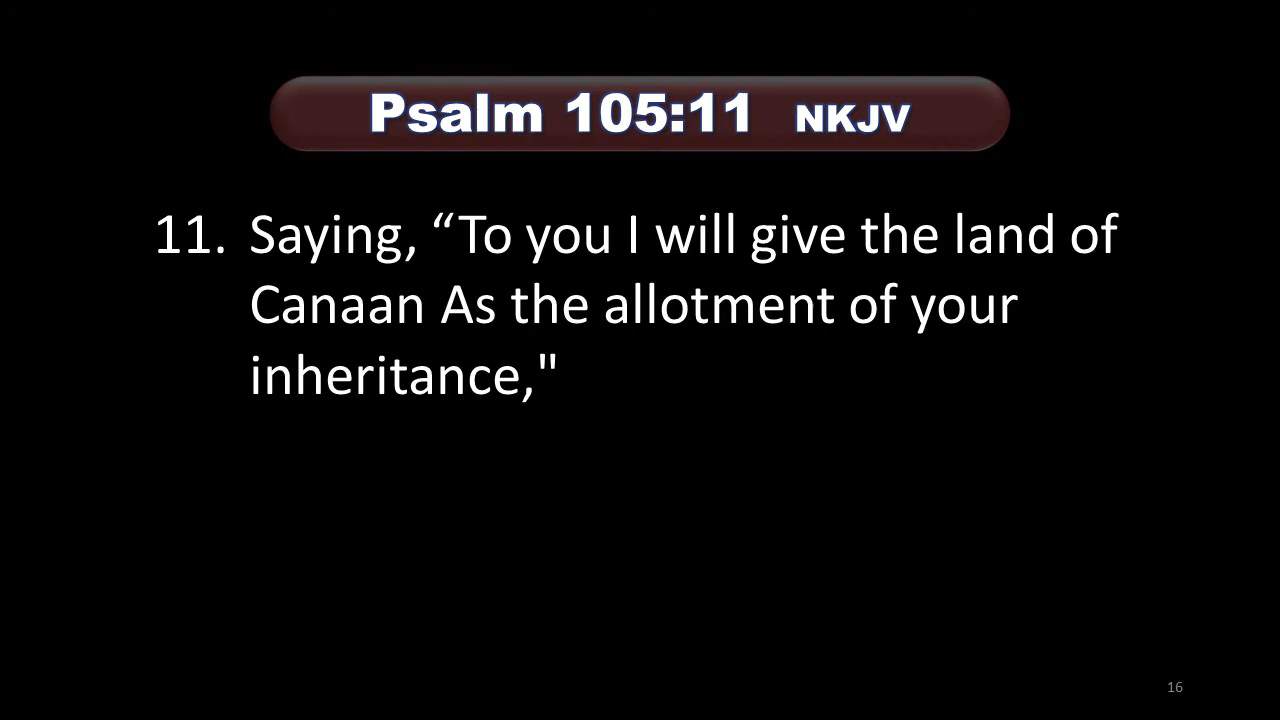 Psalm 105:11 NKJV
11. Saying, “To you I will give the land of
Canaan As the allotment of your
inheritance,"
16